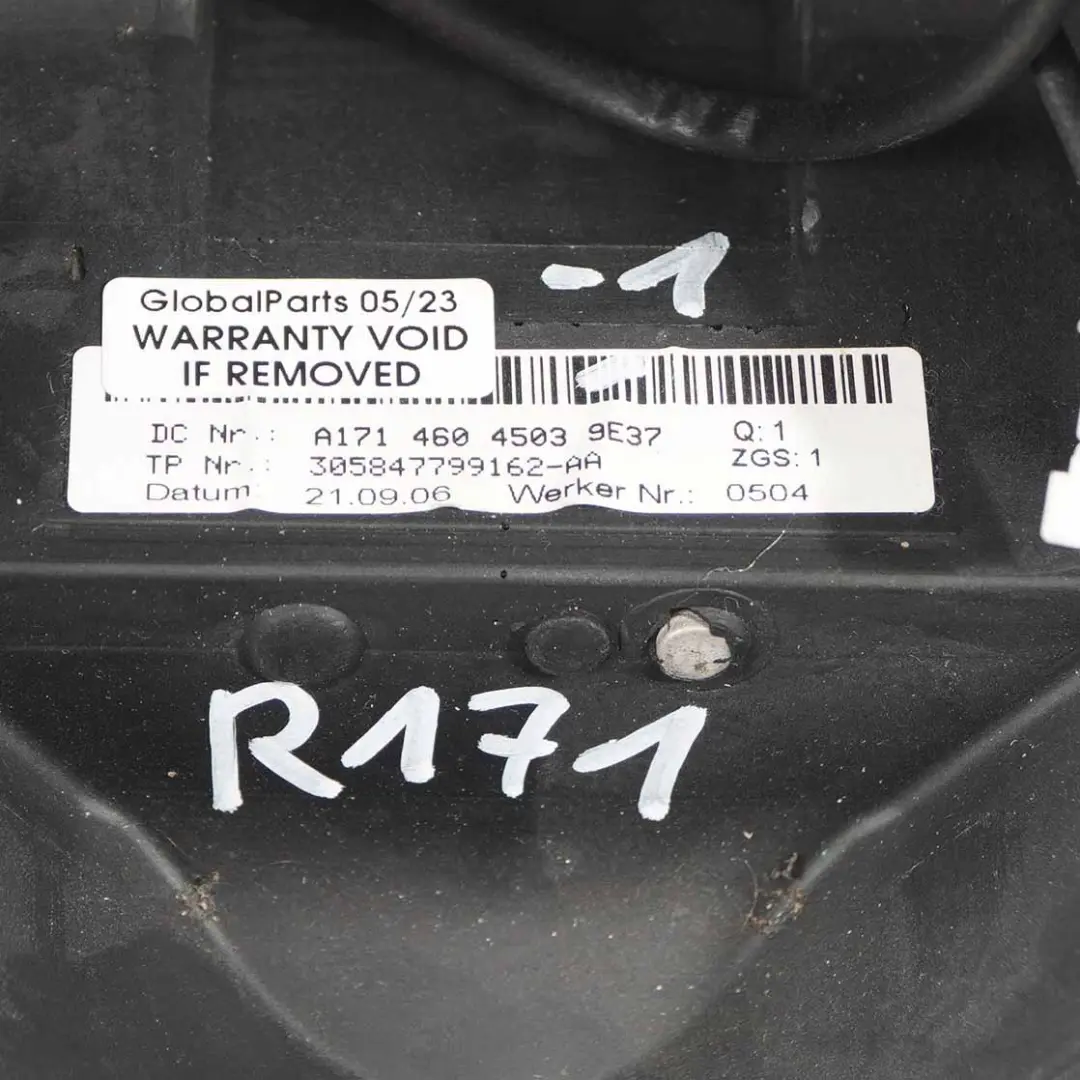 -1
GlobalParts 05/23
WARRANTY VOID
IF REMOVED
DC Nr.: A171 460 4503 9E37 Q: 1
TP Nr.: 305847799162-AA ZGS: 1
Datum: 21.09.06 Werker Nr.: 0504
R171